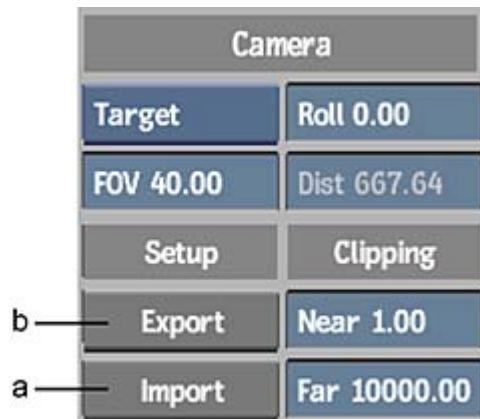 Camera
Target Roll 0.00
FOV 40.00 Dist 667.64
Setup Clipping
b Export Near 1.00
a Import Far 10000.00